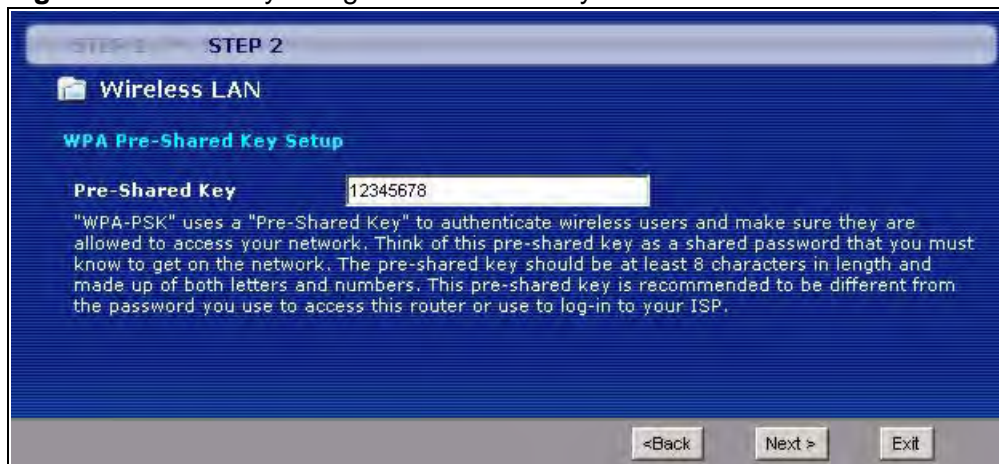 STEP 1
STEP 2
Wireless LAN
WPA Pre-Shared Key Setup
Pre-Shared Key
12345678
"WPA-PSK" uses a "Pre-Shared Key" to authenticate wireless users and make sure they are
allowed to access your network. Think of this pre-shared key as a shared password that you must
know to get on the network. The pre-shared key should be at least 8 characters in length and
made up of both letters and numbers. This pre-shared key is recommended to be different from
the password you use to access this router or use to log-in to your ISP.
<Back
Next >
Exit